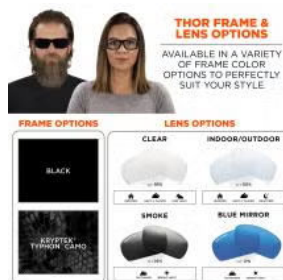 THOR FRAME &
LENS OPTIONS
AVAILABLE IN A VARIETY
OF FRAME COLOR
OPTIONS TO PERFECTLY
SUIT YOUR STYLE
FRAME OPTIONS
LENS OPTIONS
CLEAR
INDOOR/OUTDOOR
BLACK
SMOKE
BLUE MIRROR
KRYPTEK
TYPHON CAMO